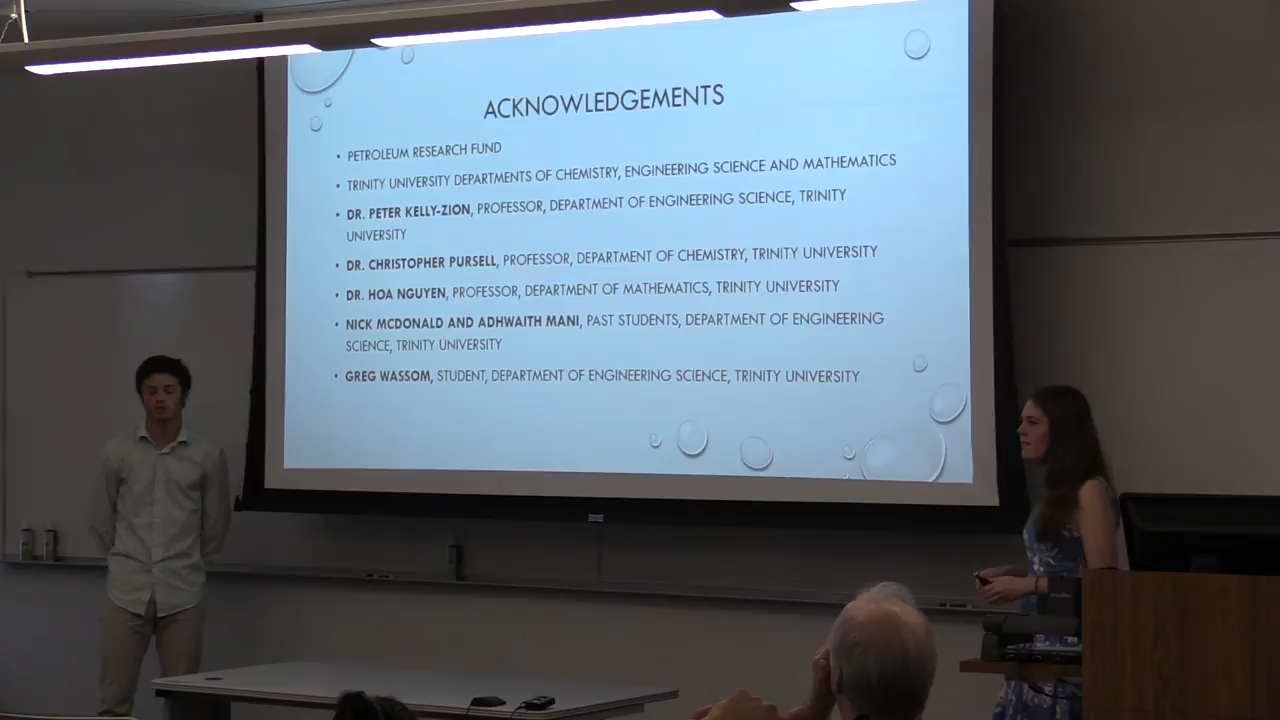 ACKNOWLEDGEMENTS
• PETROLEUM RESEARCH FUND
• TRINITY UNIVERSITY DEPARTMENTS OF CHEMISTRY, ENGINEERING SCIENCE AND MATHEMATICS
• DR. PETER KELLY-ZION, PROFESSOR, DEPARTMENT OF ENGINEERING SCIENCE, TRINITY
UNIVERSITY
• DR. CHRISTOPHER PURSELL, PROFESSOR, DEPARTMENT OF CHEMISTRY, TRINITY UNIVERSITY
• DR. HOA NGUYEN, PROFESSOR, DEPARTMENT OF MATHEMATICS, TRINITY UNIVERSITY
• NICK MCDONALD AND ADHWAITH MANI, PAST STUDENTS, DEPARTMENT OF ENGINEERING
SCIENCE, TRINITY UNIVERSITY
• GREG WASSOM, STUDENT, DEPARTMENT OF ENGINEERING SCIENCE, TRINITY UNIVERSITY